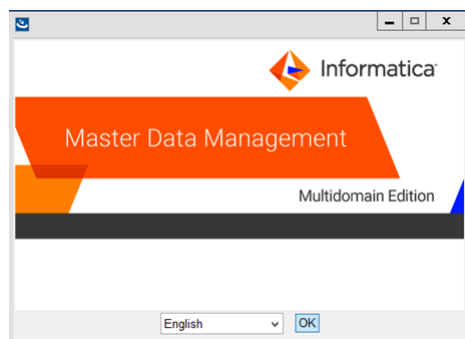 Informatica
Master Data Management
Multidomain Edition
English
OK